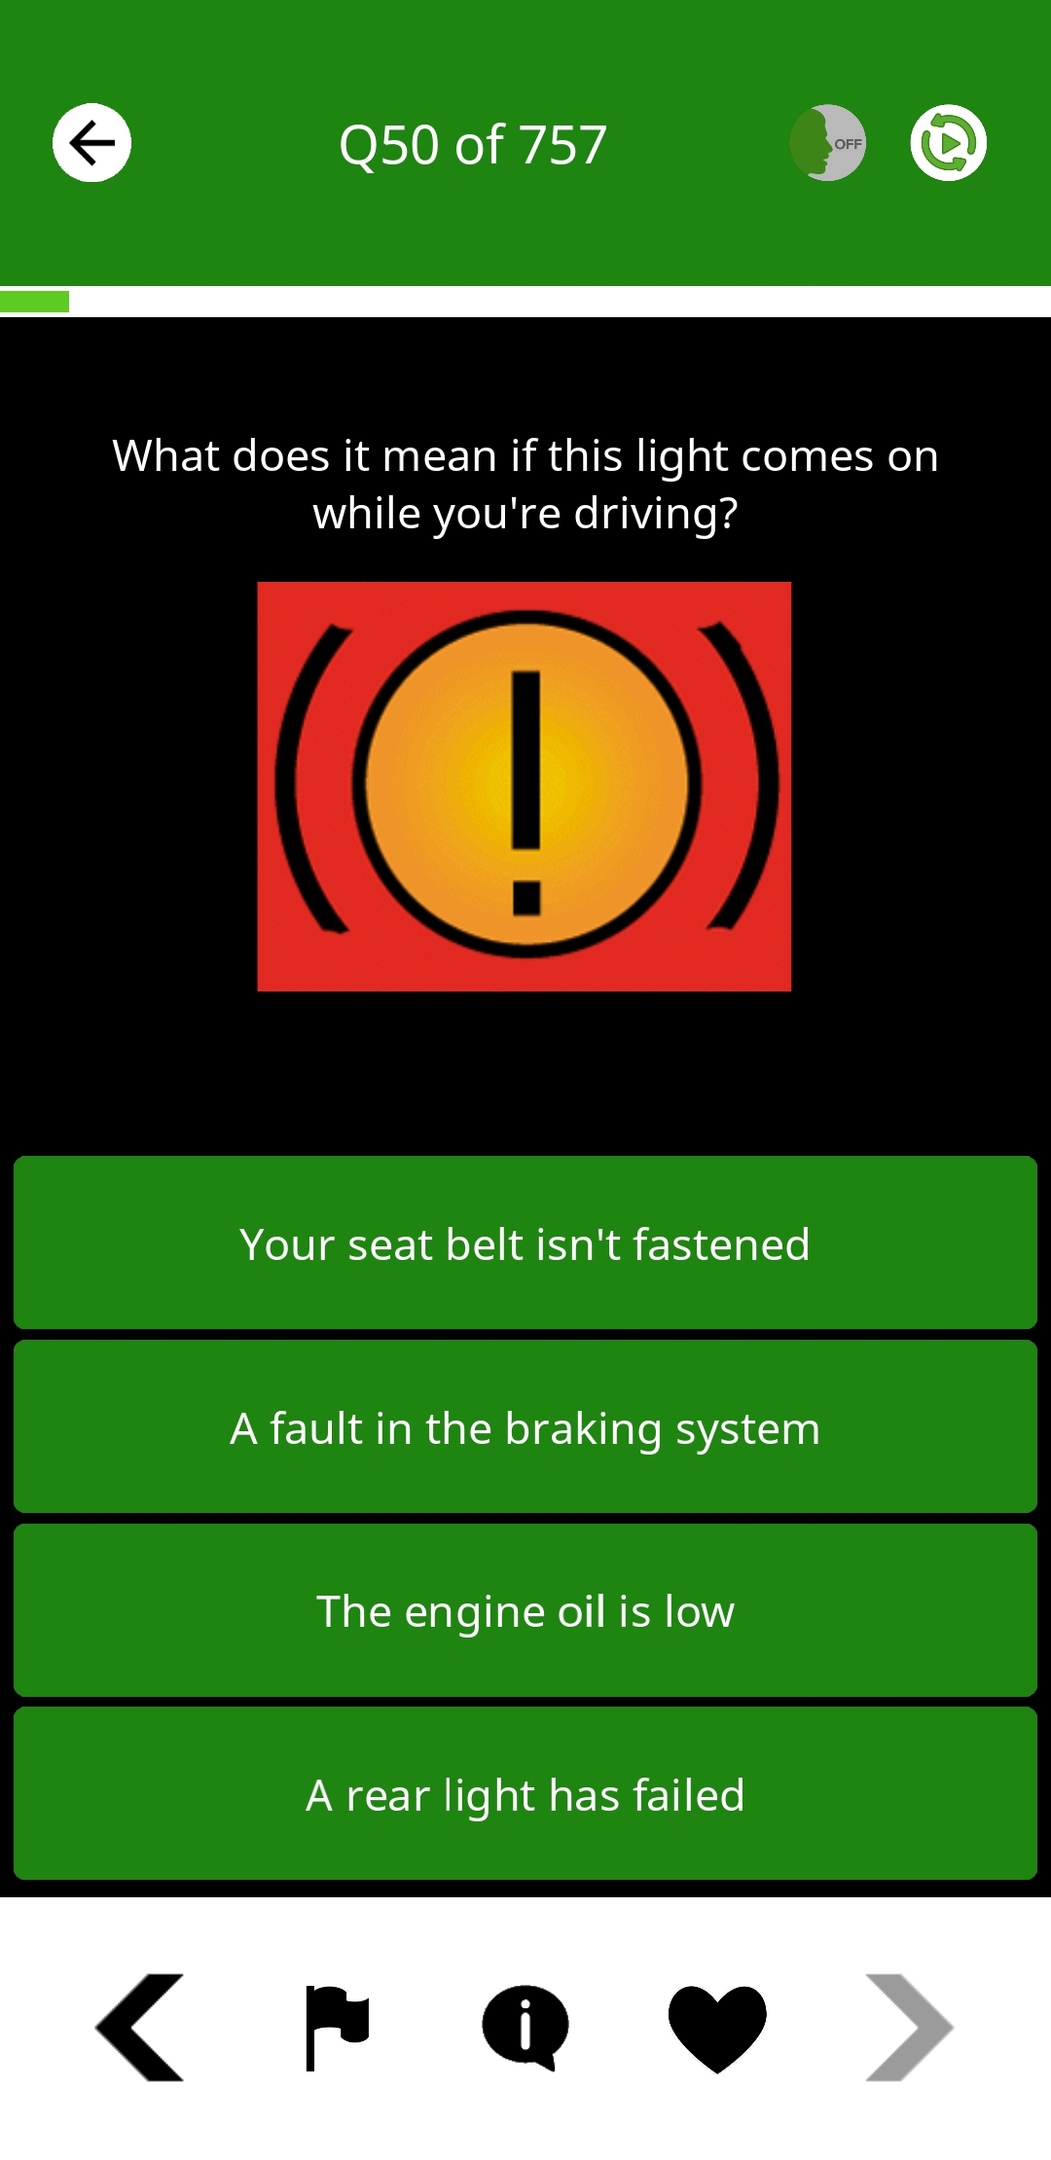 Q50 of 757
OFF
What does it mean if this light comes on
while you're driving?
!
Your seat belt isn't fastened
A fault in the braking system
The engine oil is low
A rear light has failed